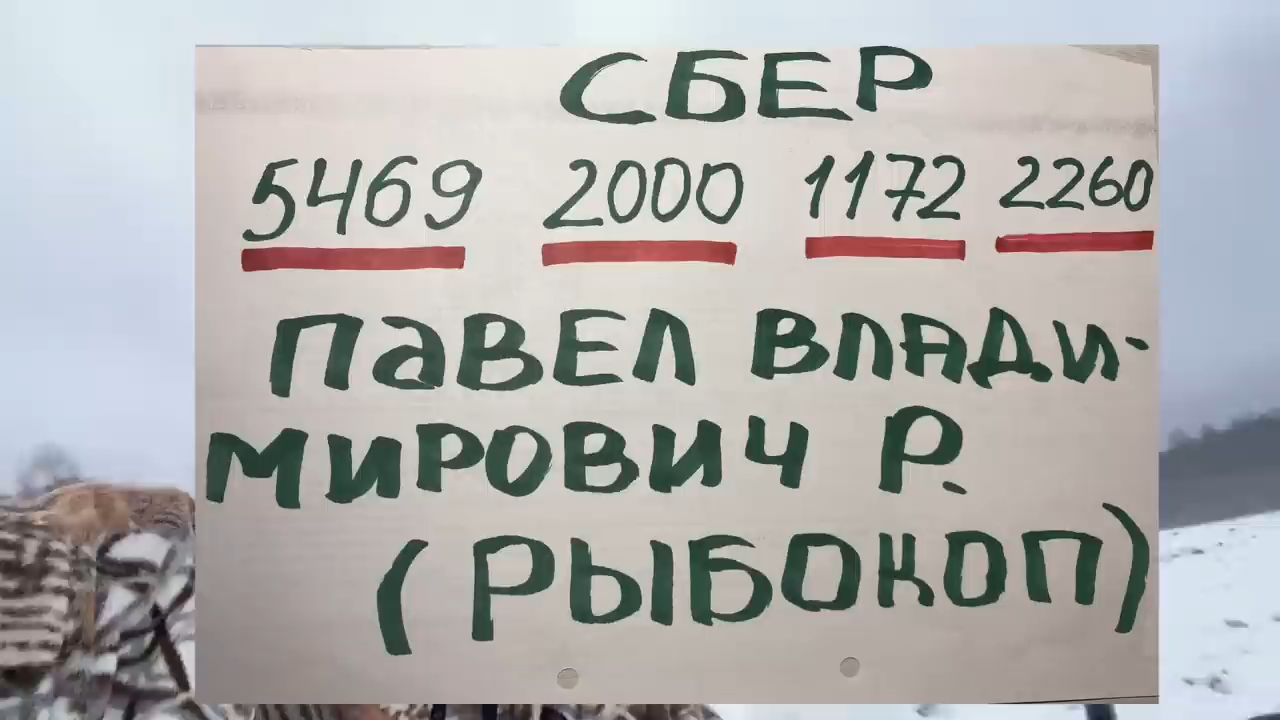 СБЕР
5469 2000 1172 2260
ПАВЕЛ ВЛАДИ-
МИРОВИЧ Р.
(РЫБОКОП)